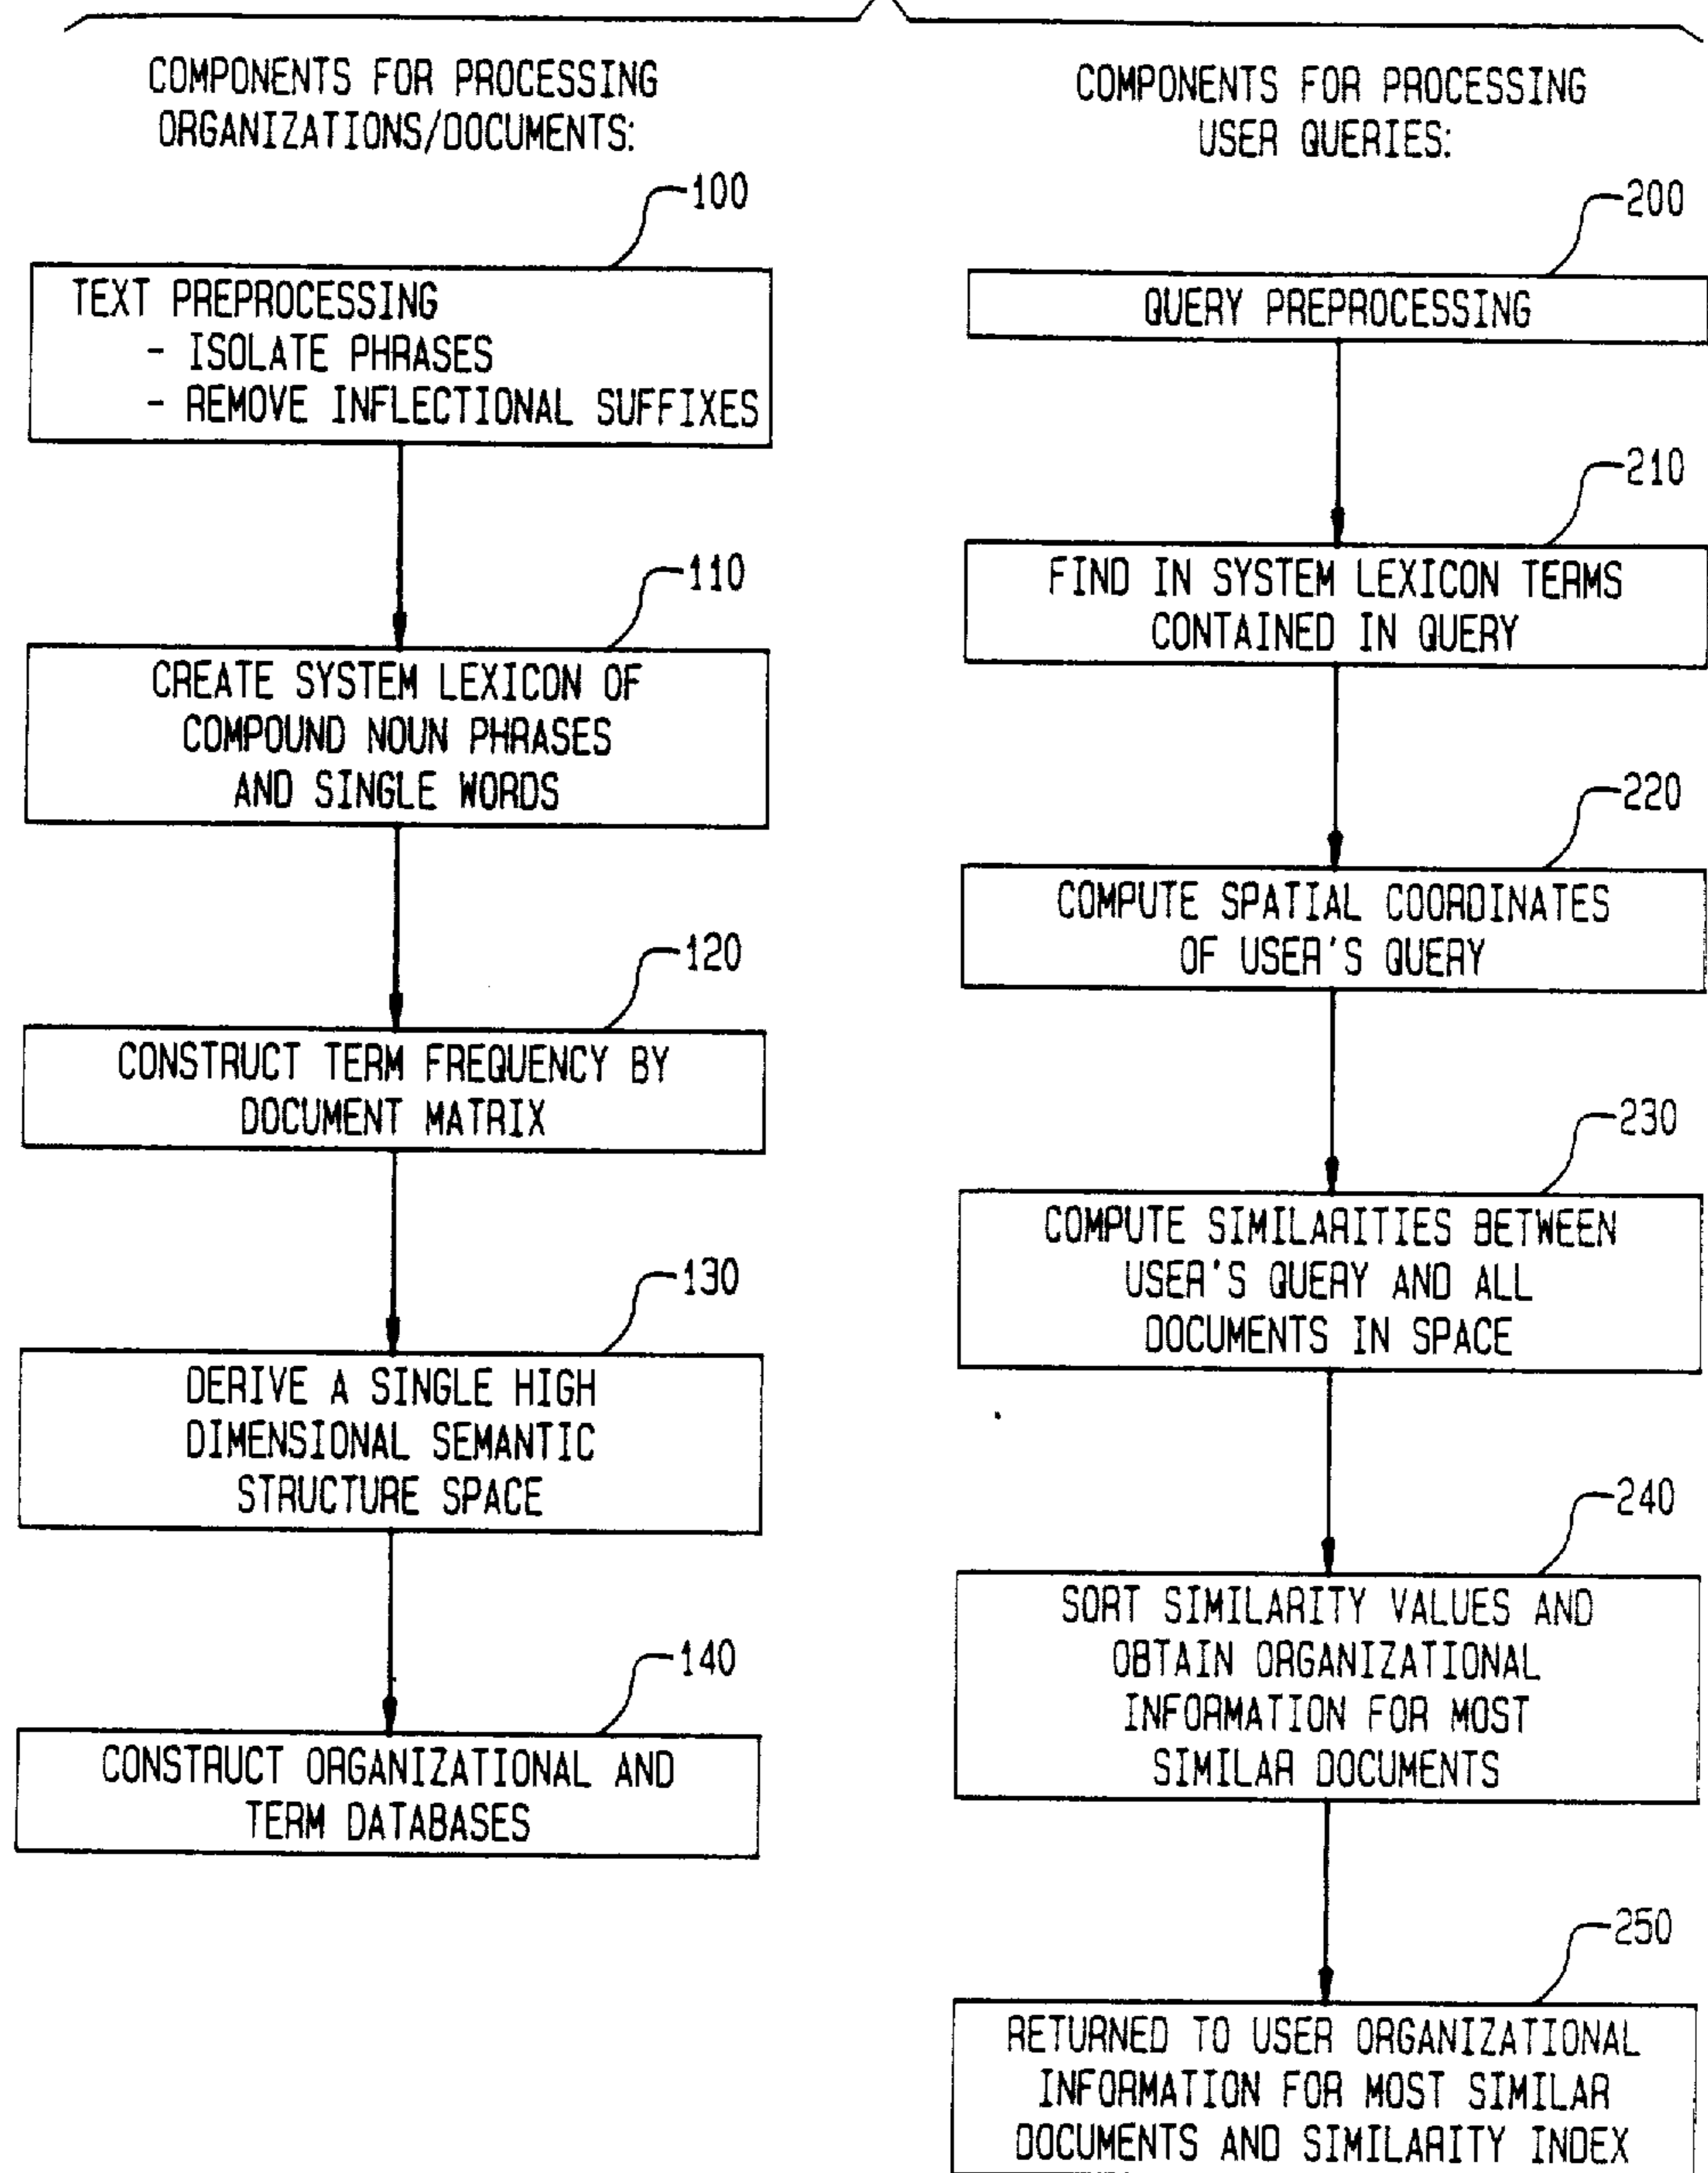 COMPONENTS FOR PROCESSING
ORGANIZATIONS/DOCUMENTS:
100
TEXT PREPROCESSING
- ISOLATE PHRASES
- REMOVE INFLECTIONAL SUFFIXES
110
CREATE SYSTEM LEXICON OF
COMPOUND NOUN PHRASES
AND SINGLE WORDS
120
CONSTRUCT TERM FREQUENCY BY
DOCUMENT MATRIX
130
DERIVE A SINGLE HIGH
DIMENSIONAL SEMANTIC
STRUCTURE SPACE
140
CONSTRUCT ORGANIZATIONAL AND
TERM DATABASES
COMPONENTS FOR PROCESSING
USER QUERIES:
200
QUERY PREPROCESSING
210
FIND IN SYSTEM LEXICON TERMS
CONTAINED IN QUERY
220
COMPUTE SPATIAL COORDINATES
OF USER'S QUERY
230
COMPUTE SIMILARITIES BETWEEN
USER'S QUERY AND ALL
DOCUMENTS IN SPACE
240
SORT SIMILARITY VALUES AND
OBTAIN ORGANIZATIONAL
INFORMATION FOR MOST
SIMILAR DOCUMENTS
250
RETURNED TO USER ORGANIZATIONAL
INFORMATION FOR MOST SIMILAR
DOCUMENTS AND SIMILARITY INDEX